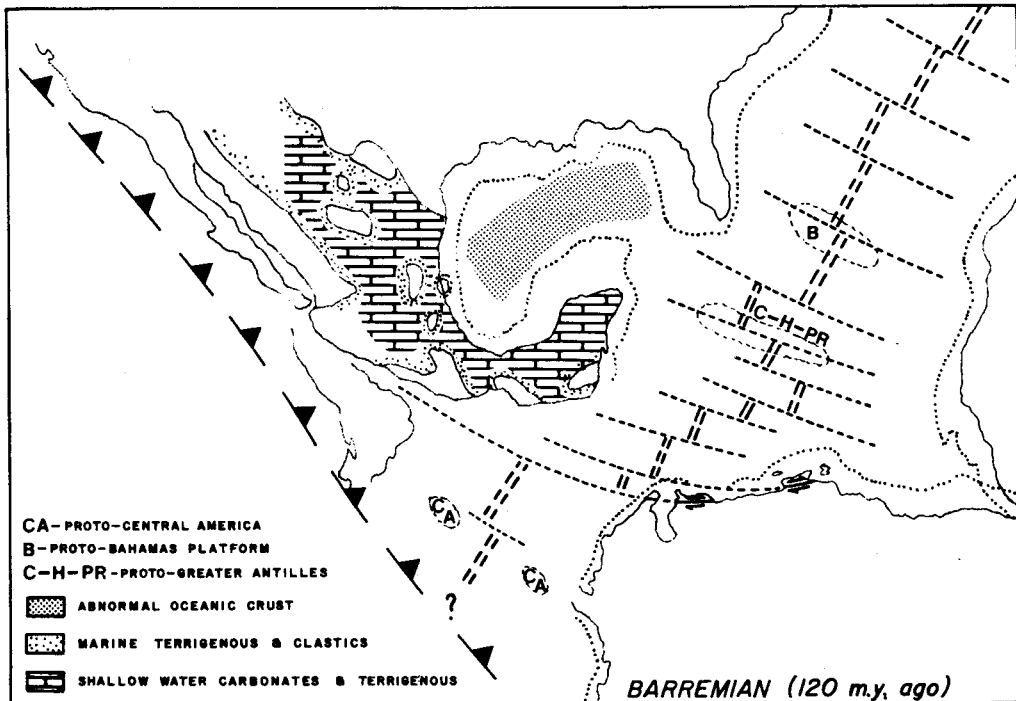 B
C-H-PR
CA
CA
?
CA-PROTO-CENTRAL AMERICA
B-PROTO-BAHAMAS PLATFORM
C-H-PR-PROTO-GREATER ANTILLES
ABNORMAL OCEANIC CRUST
MARINE TERRIGENOUS & CLASTICS
SHALLOW WATER CARBONATES & TERRIGENOUS
BARREMIAN (120 m.y. ago)